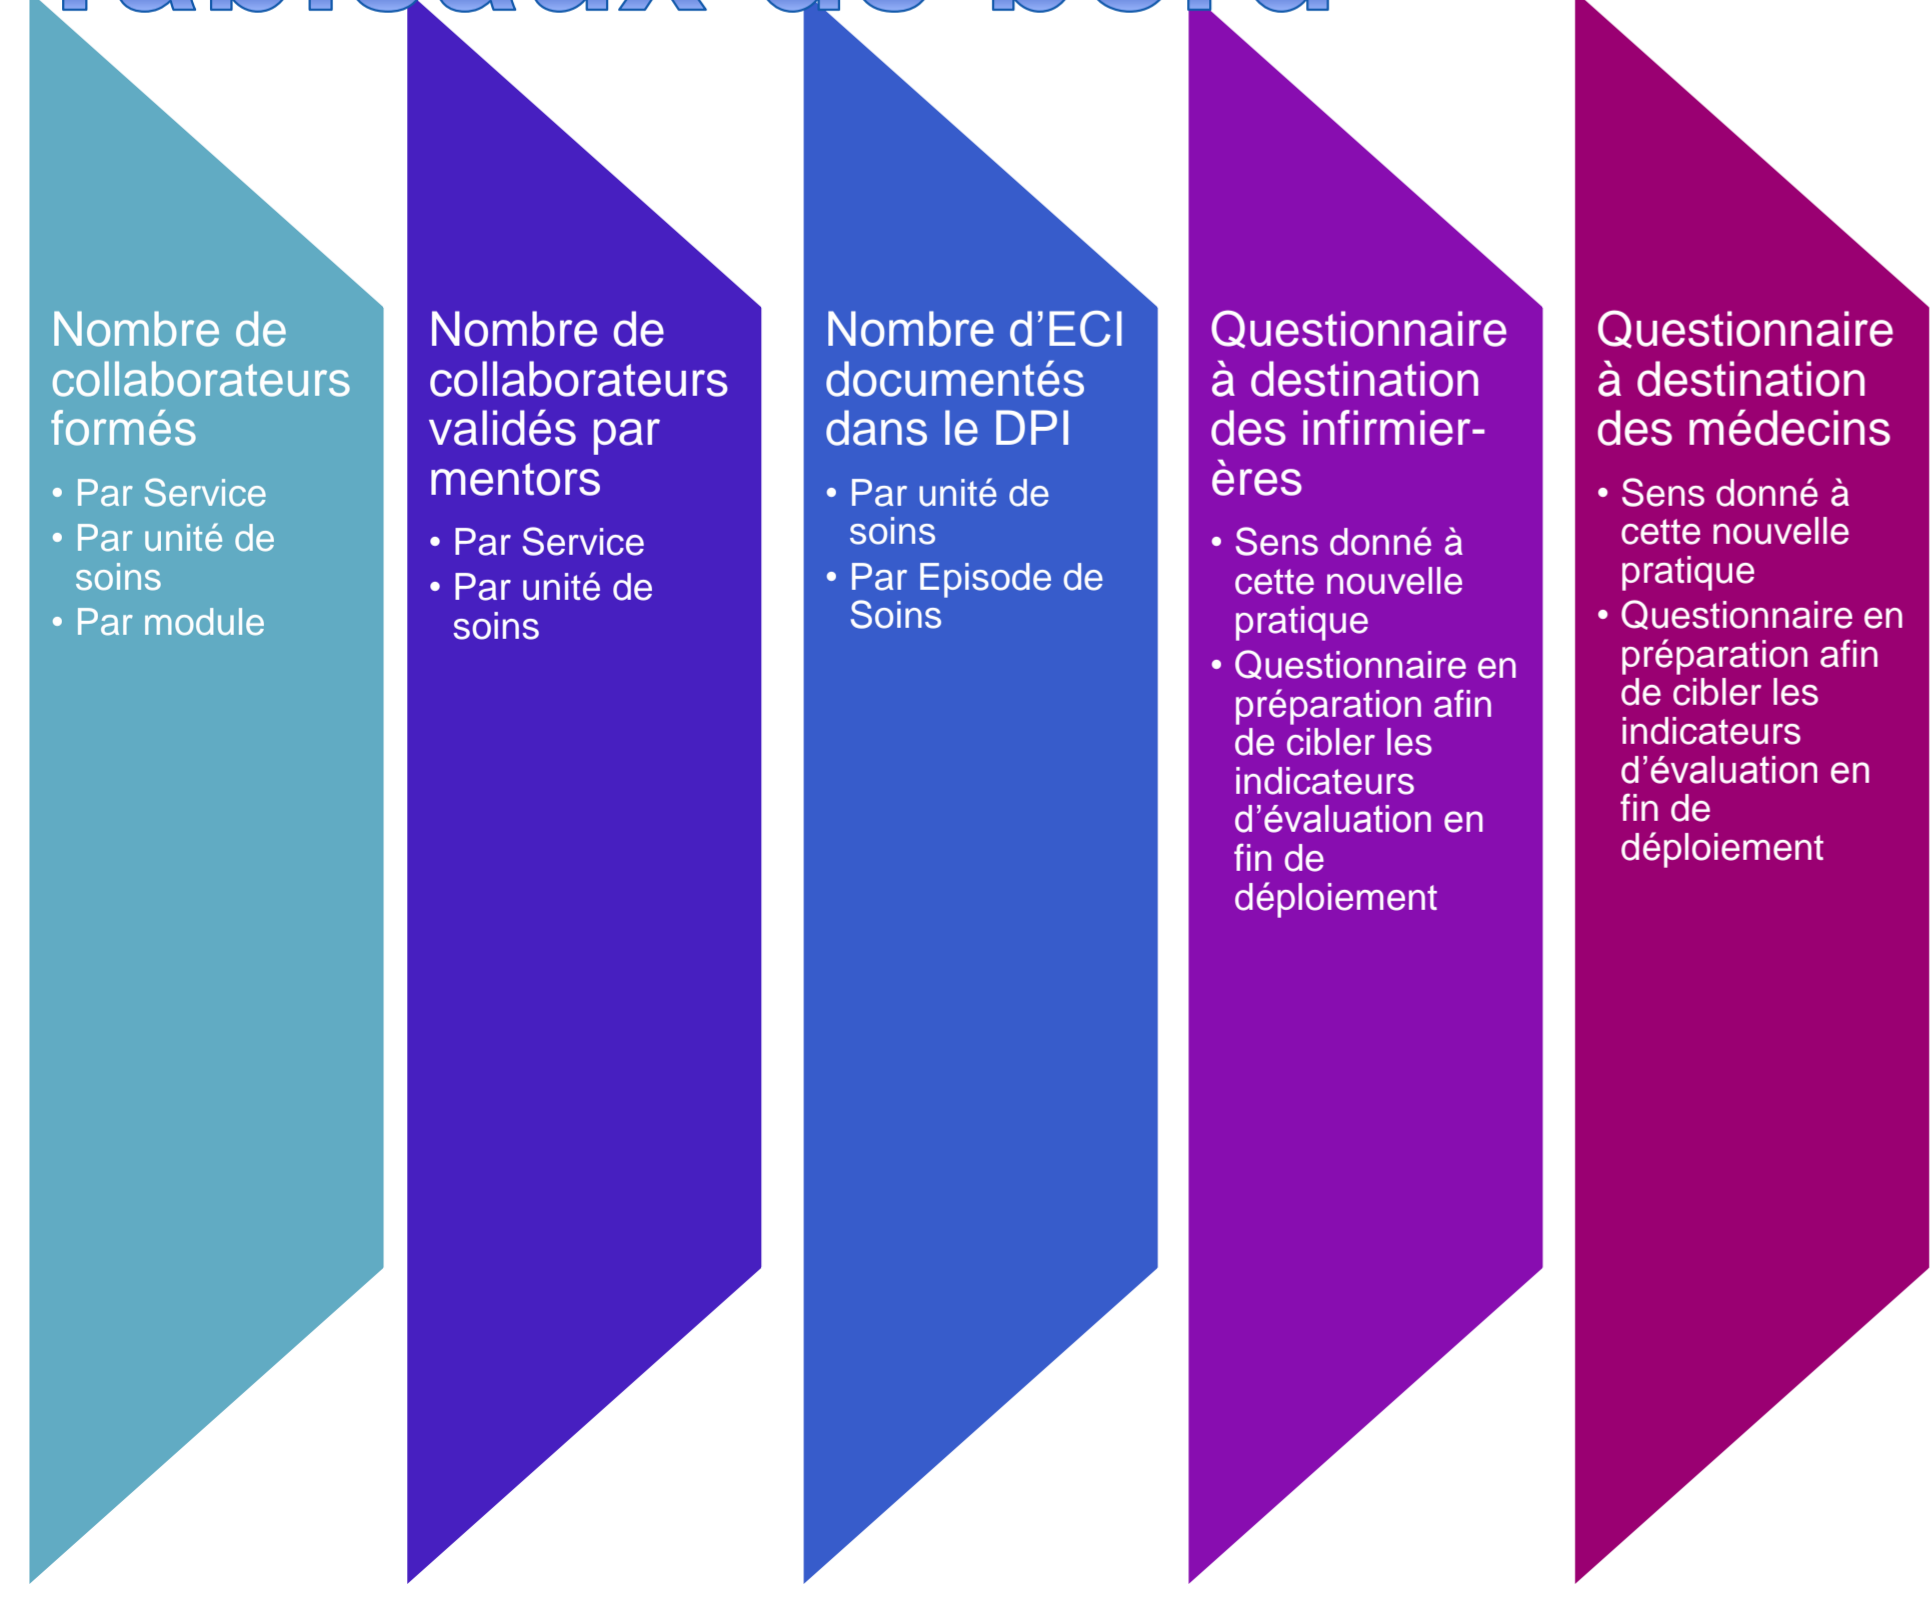 Tableaux de bord
Nombre de
collaborateurs
formés
• Par Service
• Par unité de
soins
• Par module
Nombre de
collaborateurs
validés par
mentors
• Par Service
• Par unité de
soins
Nombre d’ECI
documentés
dans le DPI
• Par unité de
soins
• Par Episode de
Soins
Questionnaire
à destination
des infirmier-
ères
• Sens donné à
cette nouvelle
pratique
• Questionnaire en
préparation afin
de cibler les
indicateurs
d’évaluation en
fin de
déploiement
Questionnaire
à destination
des médecins
• Sens donné à
cette nouvelle
pratique
• Questionnaire en
préparation afin
de cibler les
indicateurs
d’évaluation en
fin de
déploiement